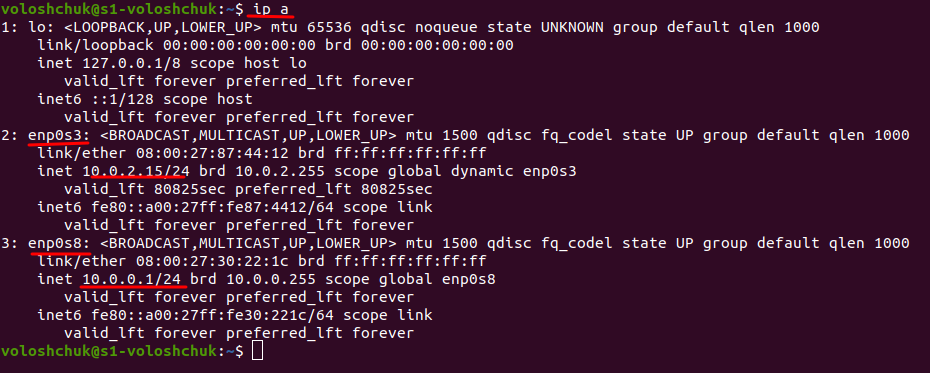 voloshchuk@s1-voloshchuk:~$ ip a
1: lo: <LOOPBACK,UP,LOWER_UP> mtu 65536 qdisc noqueue state UNKNOWN group default qlen 1000
    link/loopback 00:00:00:00:00:00 brd 00:00:00:00:00:00
    inet 127.0.0.1/8 scope host lo
       valid_lft forever preferred_lft forever
    inet6 ::1/128 scope host
       valid_lft forever preferred_lft forever
2: enp0s3: <BROADCAST,MULTICAST,UP,LOWER_UP> mtu 1500 qdisc fq_codel state UP group default qlen 1000
    link/ether 08:00:27:87:44:12 brd ff:ff:ff:ff:ff:ff
    inet 10.0.2.15/24 brd 10.0.2.255 scope global dynamic enp0s3
       valid_lft 80825sec preferred_lft 80825sec
    inet6 fe80::a00:27ff:fe87:4412/64 scope link
       valid_lft forever preferred_lft forever
3: enp0s8: <BROADCAST,MULTICAST,UP,LOWER_UP> mtu 1500 qdisc fq_codel state UP group default qlen 1000
    link/ether 08:00:27:30:22:1c brd ff:ff:ff:ff:ff:ff
    inet 10.0.0.1/24 brd 10.0.0.255 scope global enp0s8
       valid_lft forever preferred_lft forever
    inet6 fe80::a00:27ff:fe30:221c/64 scope link
       valid_lft forever preferred_lft forever
voloshchuk@s1-voloshchuk:~$